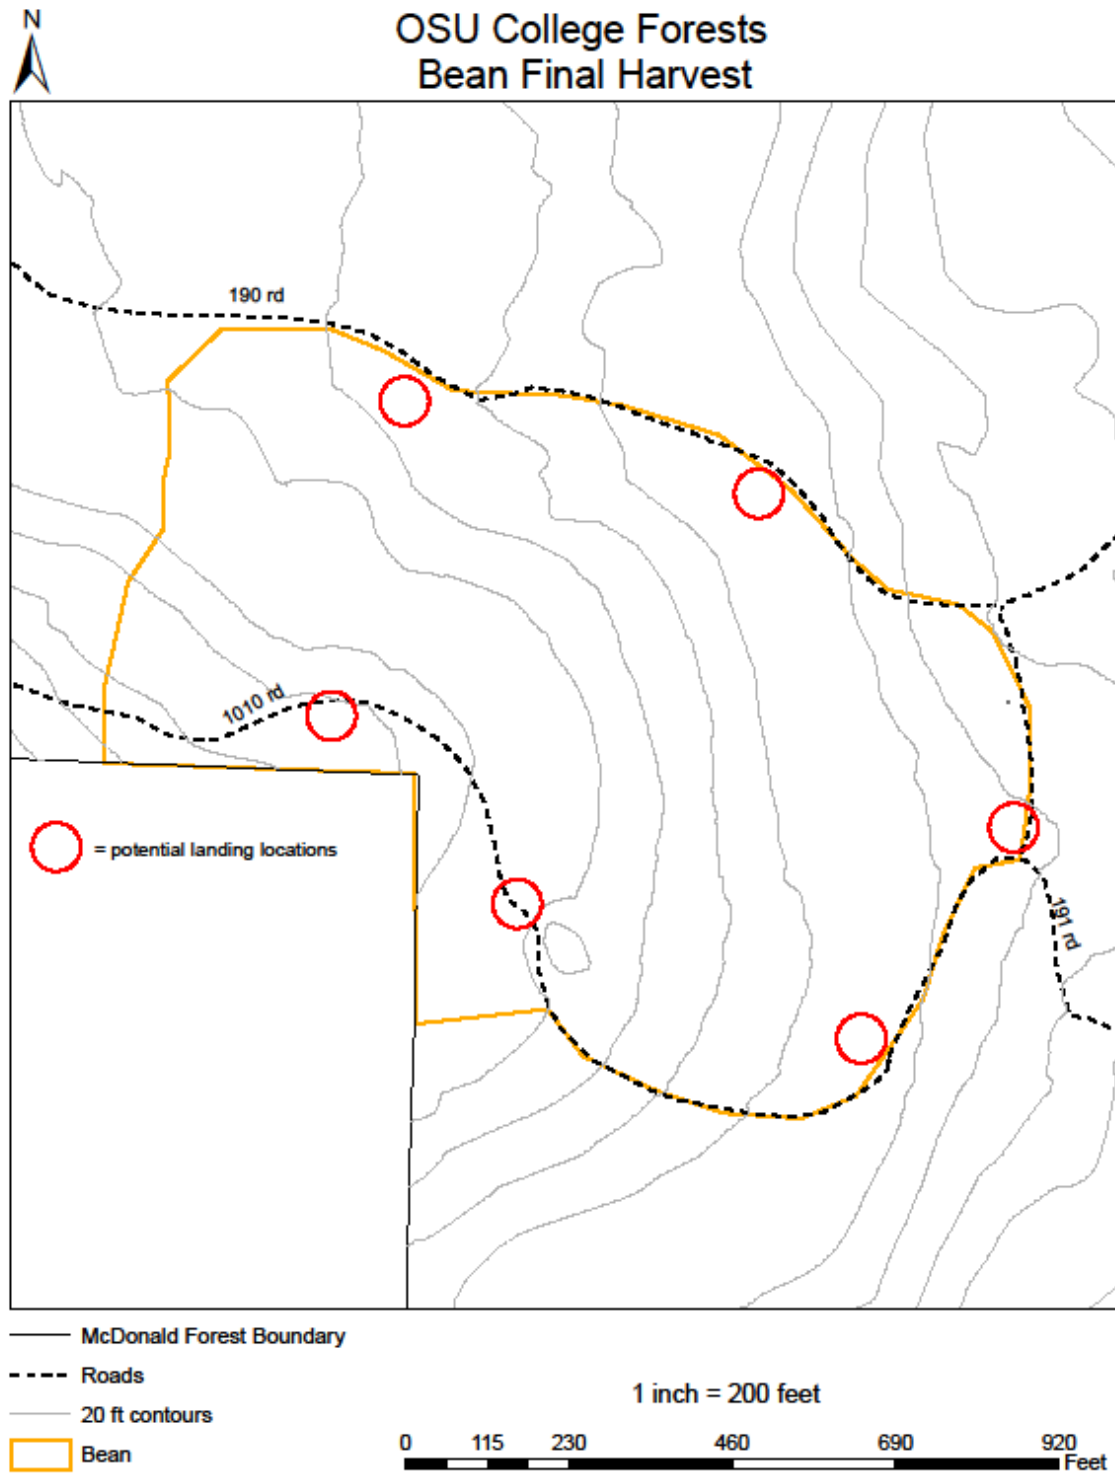 N
OSU College Forests
Bean Final Harvest
190 rd
1010 rd
= potential landing locations
191 rd
McDonald Forest Boundary
Roads
20 ft contours
Bean
1 inch = 200 feet
0 115 230 460 690 920
Feet